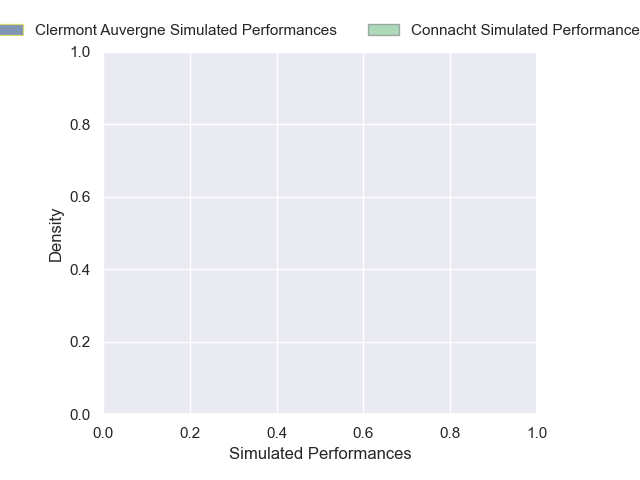 Clermont Auvergne Simulated Performances Connacht Simulated Performance
1.0
0.8
0.6
0.4
0.2
0.0
Density
0.0 0.2 0.4 0.6 0.8 1.0
Simulated Performances